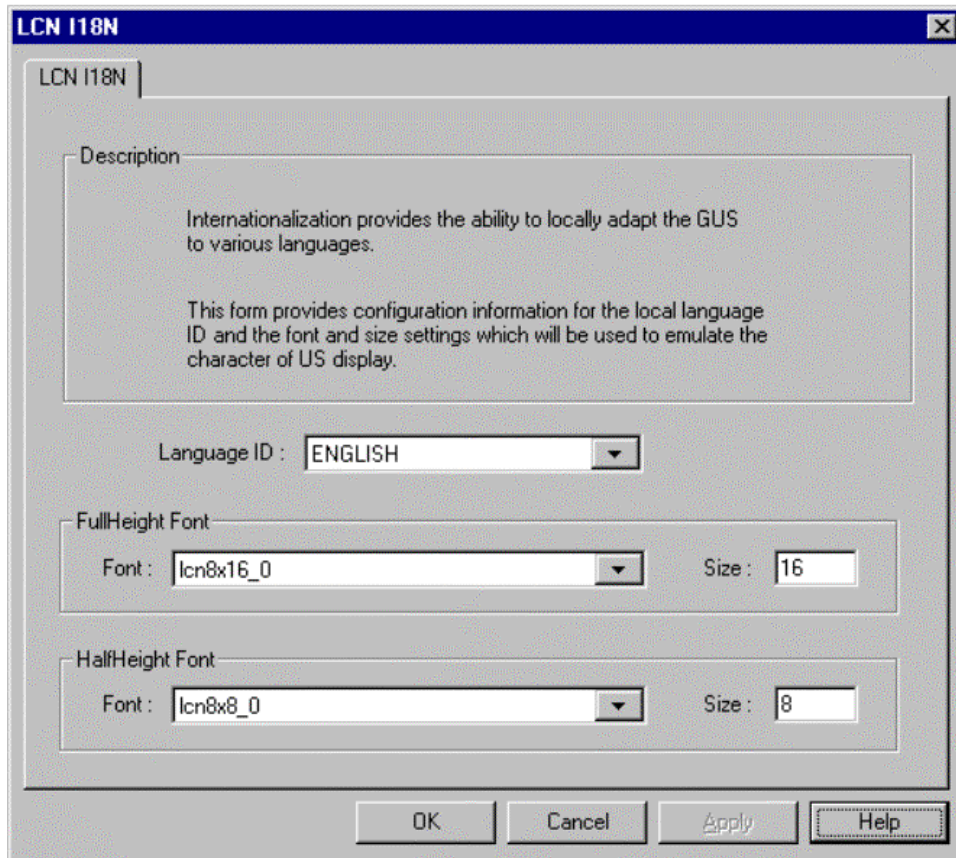 LCN I18N
LCN I18N
Description
Internationalization provides the ability to locally adapt the GUS
to various languages.
This form provides configuration information for the local language
ID and the font and size settings which will be used to emulate the
character of US display.
Language ID : ENGLISH
FullHeight Font
Font : lcn8x16_0 Size : 16
HalfHeight Font
Font : lcn8x8_0 Size : 8
OK Cancel Apply Help